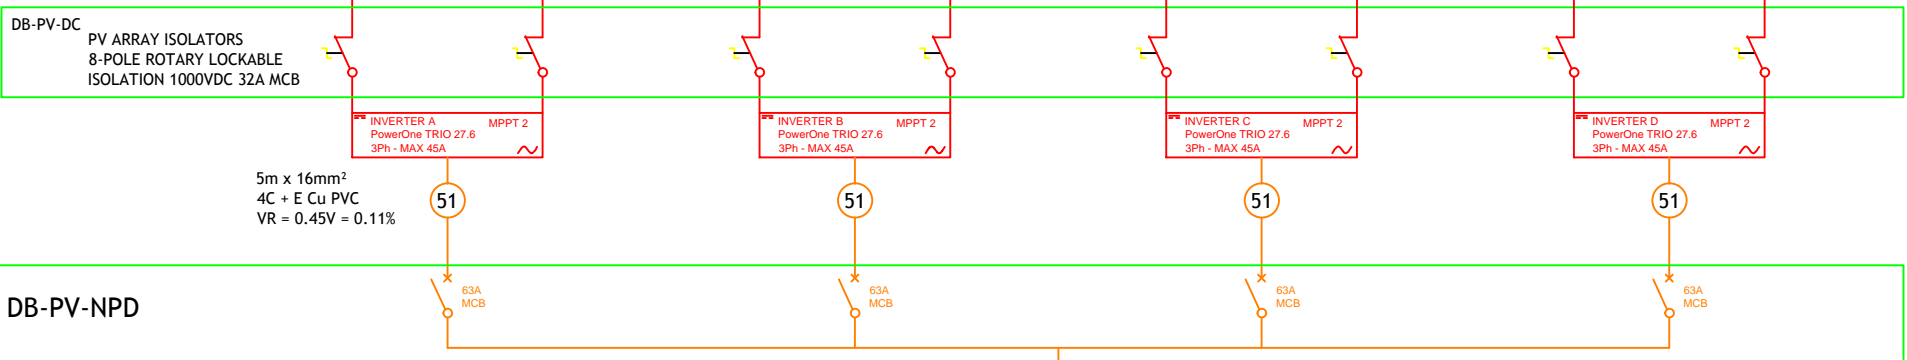 DB-PV-DC
PV ARRAY ISOLATORS
8-POLE ROTARY LOCKABLE
ISOLATION 1000VDC 32A MCB
INVERTER A MPPT 2
PowerOne TRIO 27.6
3Ph - MAX 45A
INVERTER B MPPT 2
PowerOne TRIO 27.6
3Ph - MAX 45A
INVERTER C MPPT 2
PowerOne TRIO 27.6
3Ph - MAX 45A
INVERTER D MPPT 2
PowerOne TRIO 27.6
3Ph - MAX 45A
5m x 16mm²
4C + E Cu PVC
VR = 0.45V = 0.11%
51
51
51
51
DB-PV-NPD
63A
MCB
63A
MCB
63A
MCB
63A
MCB